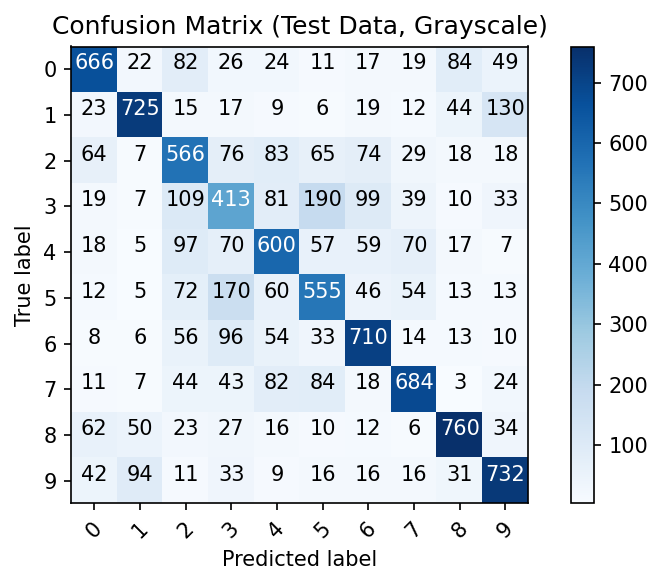 Confusion Matrix (Test Data, Grayscale)
0 666 22 82 26 24 11 17 19 84 49
1 23 725 15 17 9 6 19 12 44 130
2 64 7 566 76 83 65 74 29 18 18
3 19 7 109 413 81 190 99 39 10 33
4 18 5 97 70 600 57 59 70 17 7
5 12 5 72 170 60 555 46 54 13 13
6 8 6 56 96 54 33 710 14 13 10
7 11 7 44 43 82 84 18 684 3 24
8 62 50 23 27 16 10 12 6 760 34
9 42 94 11 33 9 16 16 16 31 732
0 1 2 3 4 5 6 7 8 9
Predicted label
True label
700
600
500
400
300
200
100